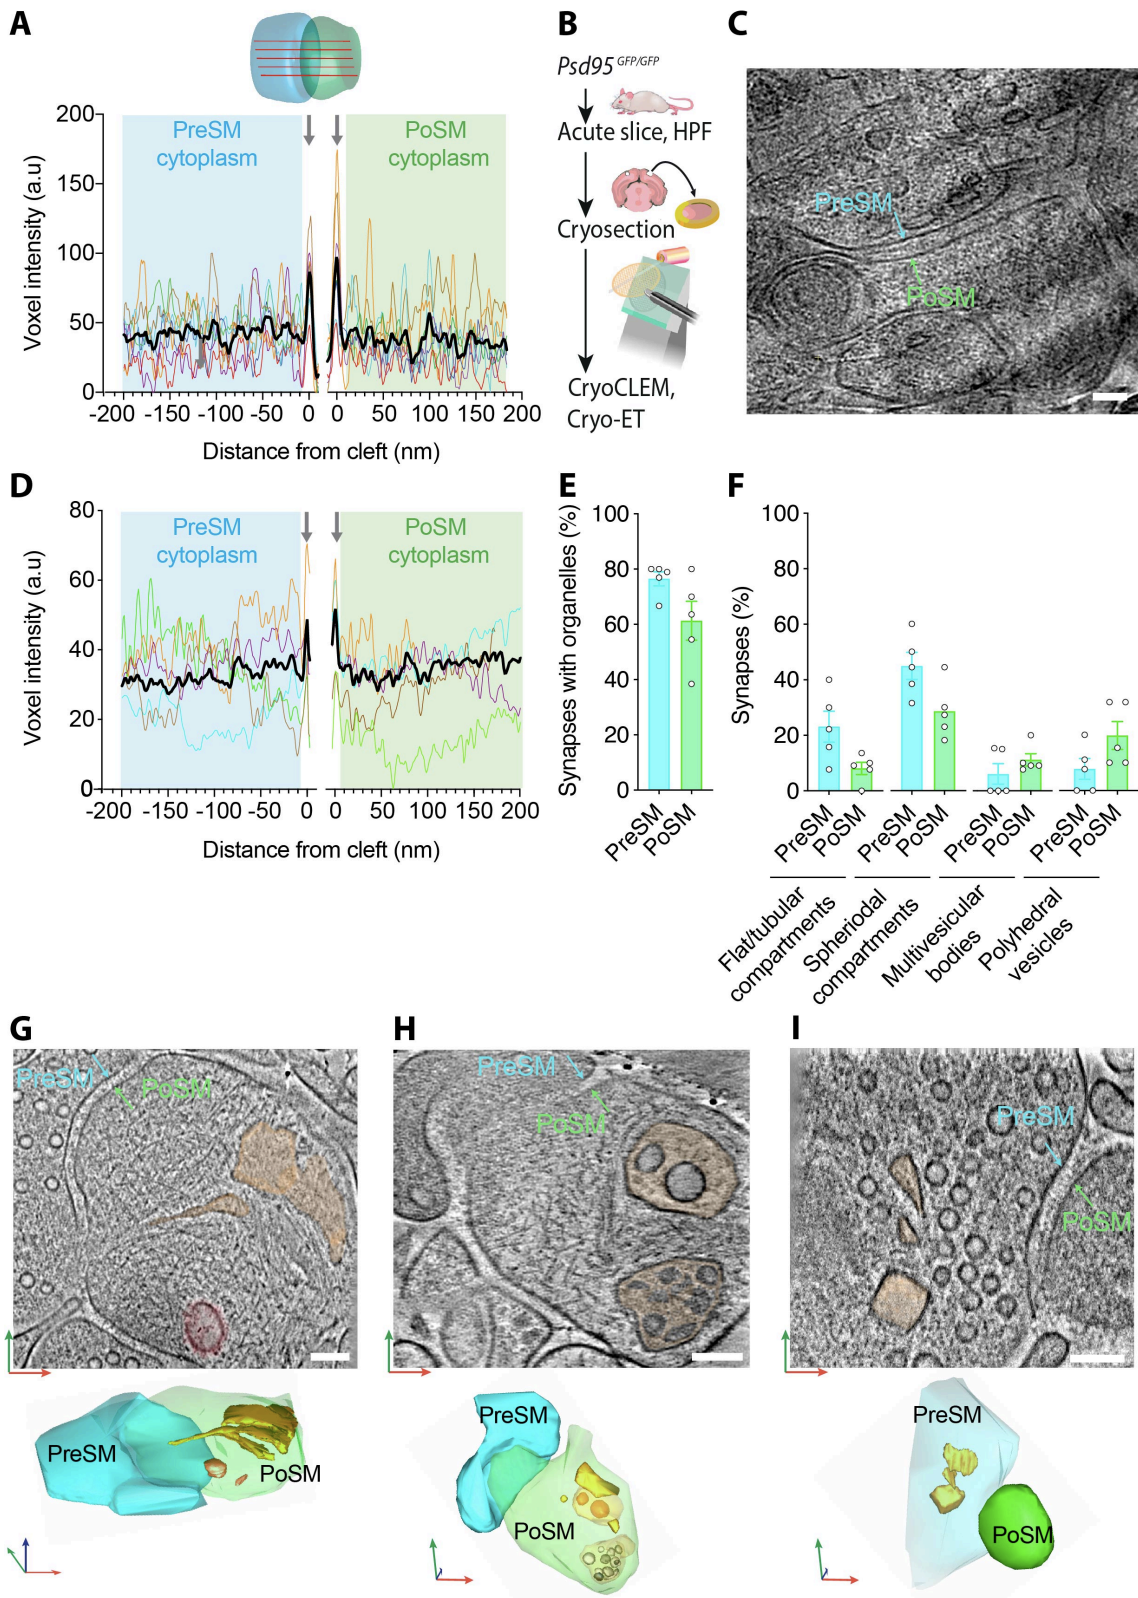 A
200
150
100
50
0
Voxel intensity (a.u)
PreSM
cytoplasm
PoSM
cytoplasm
-200 -150 -100 -50 0 0 50 100 150 200
Distance from cleft (nm)
B
Psd95 GFP/GFP
Acute slice, HPF
Cryosection
CryoCLEM,
Cryo-ET
C
PreSM
PoSM
D
80
60
40
20
0
Voxel intensity (a.u)
PreSM
cytoplasm
PoSM
cytoplasm
-200 -150 -100 -50 0 0 50 100 150 200
Distance from cleft (nm)
E
100
80
60
40
20
0
Synapses with organelles (%)
PreSM
PoSM
F
100
80
60
40
20
0
Synapses (%)
PreSM
PoSM
PreSM
PoSM
PreSM
PoSM
PreSM
PoSM
Flat/tubular
compartments
Spheriodal
compartments
Multivesicular
bodies
Polyhedral
vesicles
G
PreSM
PoSM
PreSM
PoSM
H
PreSM
PoSM
PreSM
PoSM
I
PreSM
PoSM
PreSM
PoSM